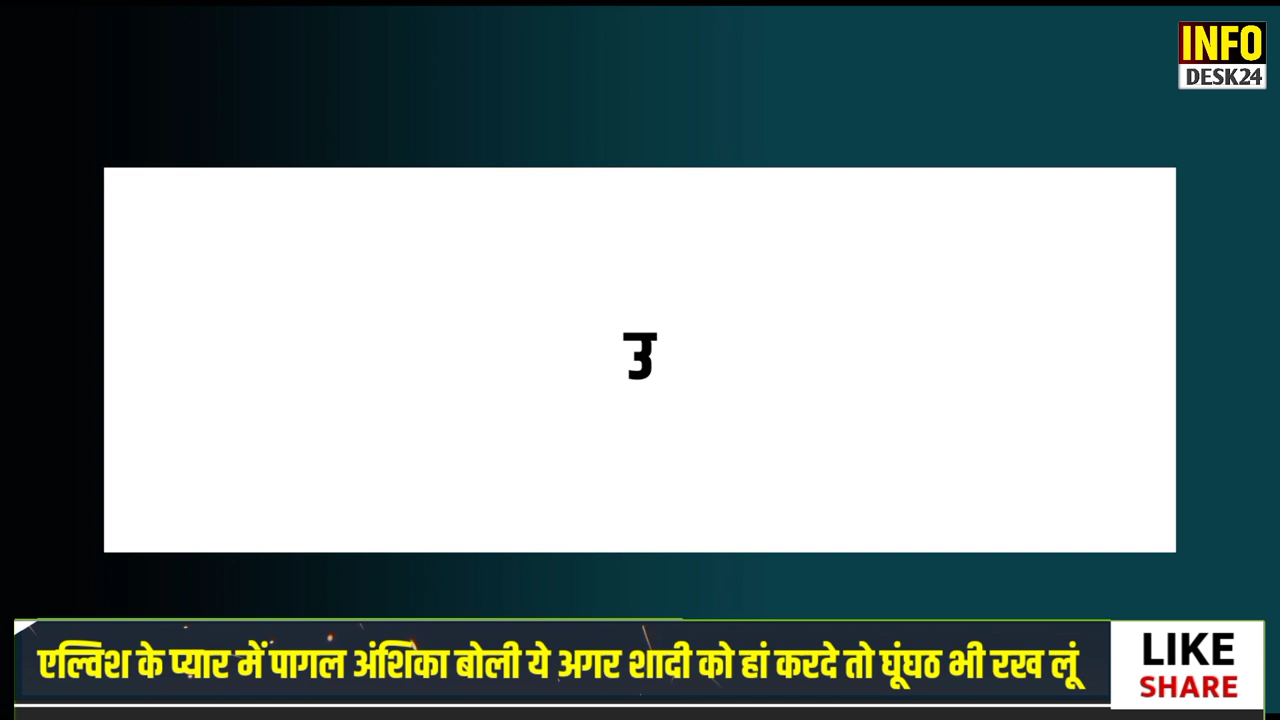 INFO
DESK24
उ
एल्विश के प्यार में पागल अंशिका बोली ये अगर शादी को हां करदे तो घूंघठ भी रख लूं
LIKE
SHARE